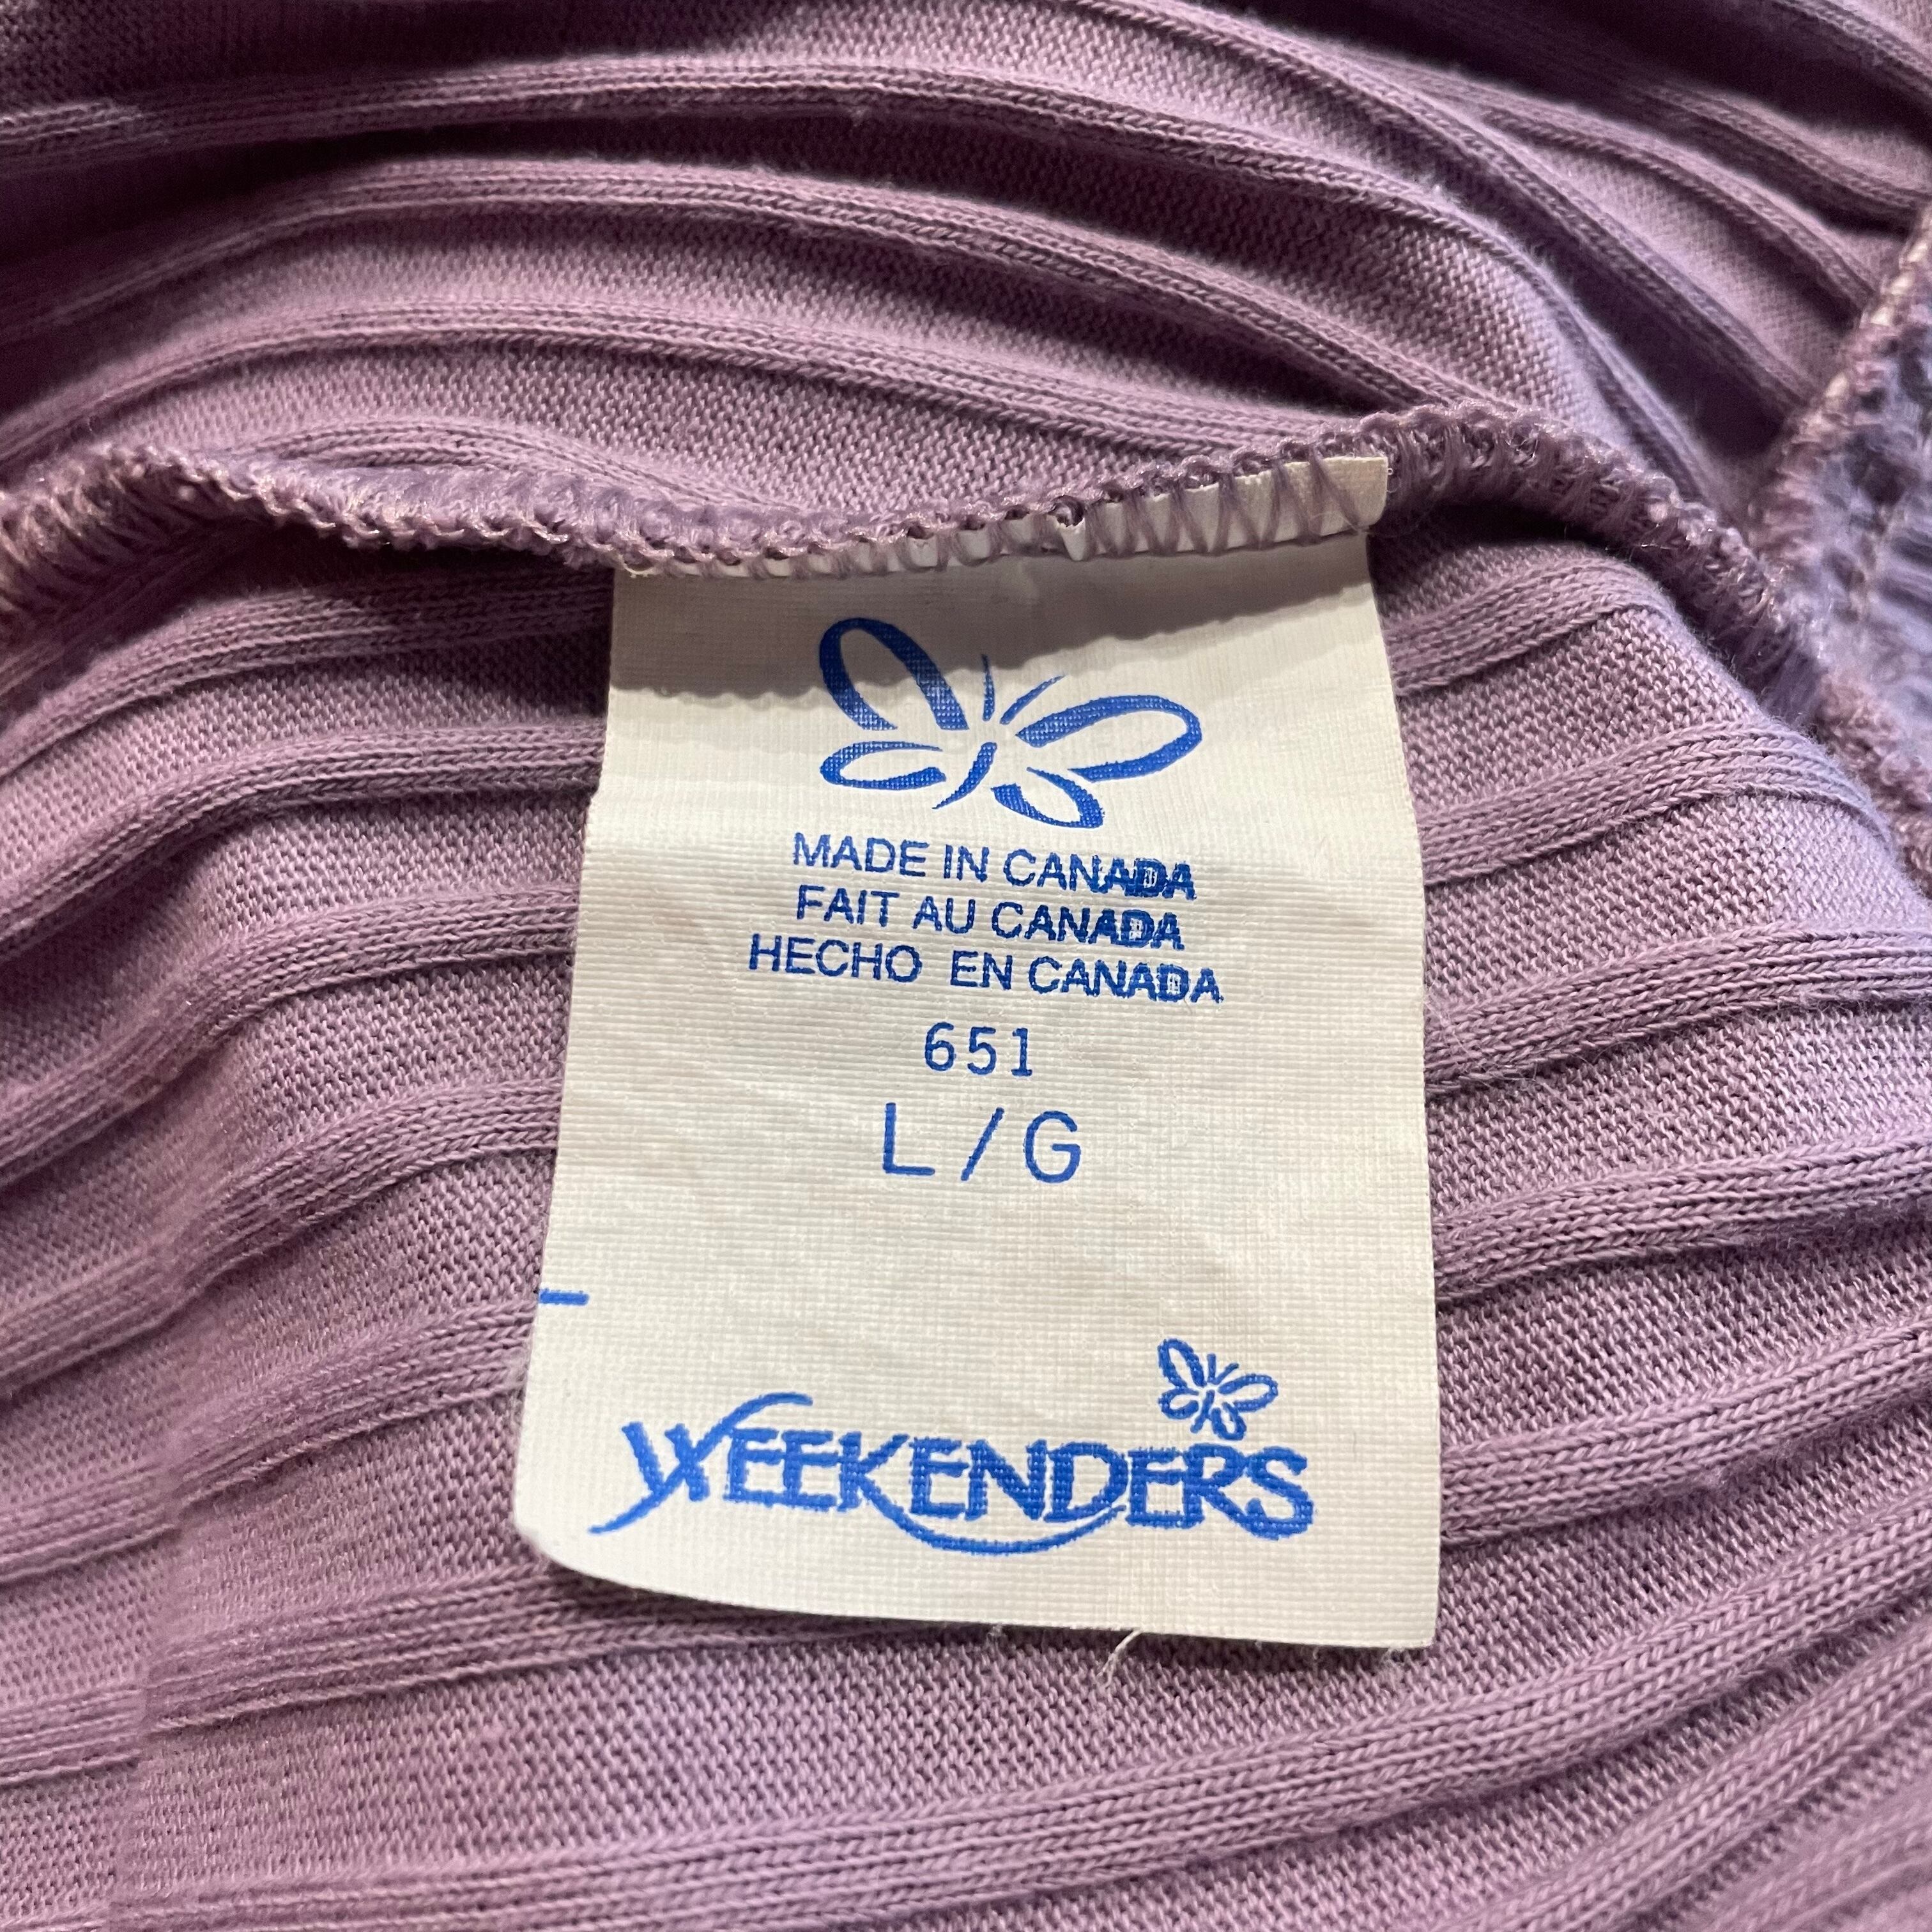 MADE IN CANADA
FAIT AU CANADA
HECHO EN CANADA
651
L/G
WEEKENDERS